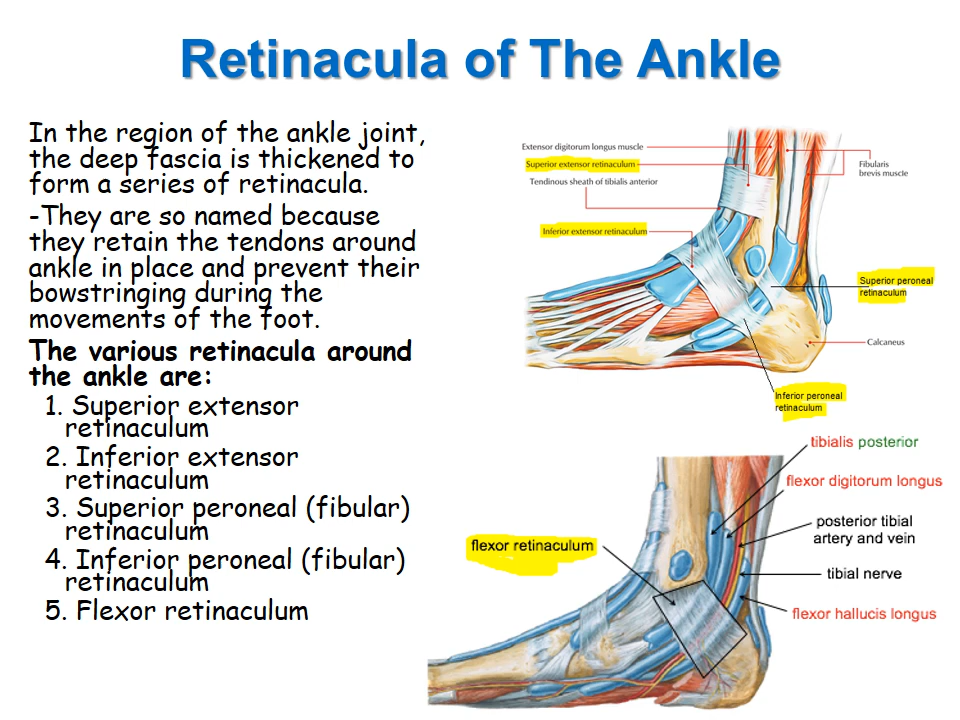 Retinacula of The Ankle
In the region of the ankle joint,
the deep fascia is thickened to
form a series of retinacula.
-They are so named because
they retain the tendons around
ankle in place and prevent their
bowstringing during the
movements of the foot.
The various retinacula around
the ankle are:
1. Superior extensor
retinaculum
2. Inferior extensor
retinaculum
3. Superior peroneal (fibular)
retinaculum
4. Inferior peroneal (fibular)
retinaculum
5. Flexor retinaculum
Extensor digitorum longus muscle
Superior extensor retinaculum
Tendinous sheath of tibialis anterior
Inferior extensor retinaculum
Fibularis
brevis muscle
Superior peroneal
retinaculum
Calcaneus
Inferior peroneal
retinaculum
tibialis posterior
flexor digitorum longus
posterior tibial
artery and vein
flexor retinaculum
tibial nerve
flexor hallucis longus